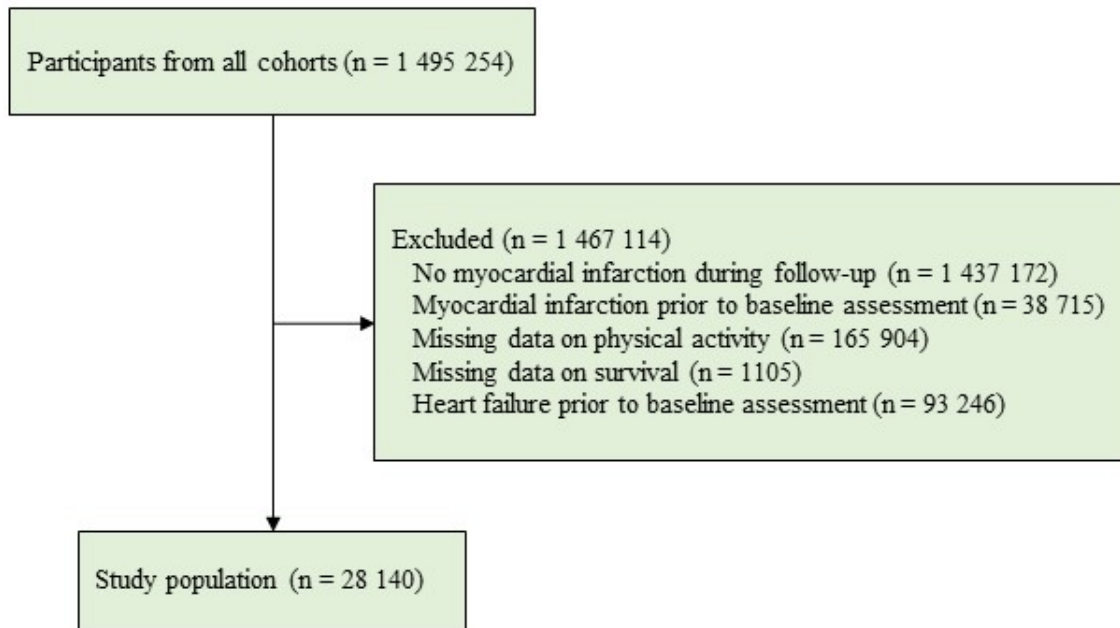 Participants from all cohorts (n = 1 495 254)
Excluded (n = 1 467 114)
No myocardial infarction during follow-up (n = 1 437 172)
Myocardial infarction prior to baseline assessment (n = 38 715)
Missing data on physical activity (n = 165 904)
Missing data on survival (n = 1105)
Heart failure prior to baseline assessment (n = 93 246)
Study population (n = 28 140)